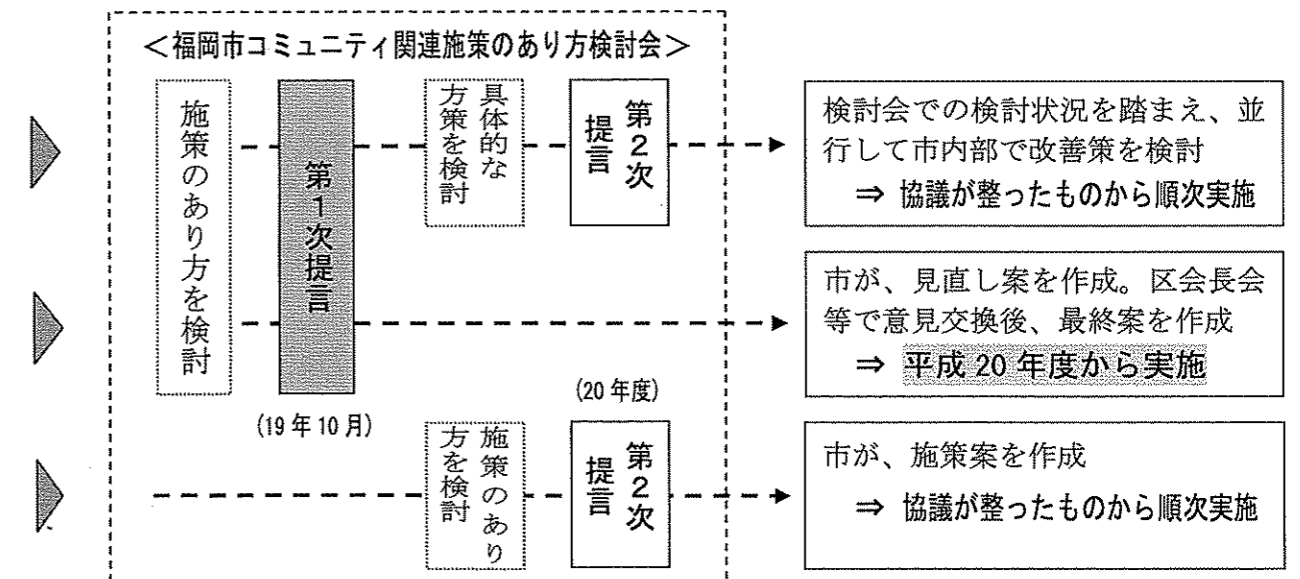 ＜福岡市コミュニティ関連施策のあり方検討会＞
施策のあり方を検討
第１次提言
(19年10月)
具体的な
方策を検討
第２次
提言
検討会での検討状況を踏まえ、並
行して市内部で改善策を検討
⇒ 協議が整ったものから順次実施
市が、見直し案を作成。区会長会
等で意見交換後、最終案を作成
⇒ 平成20年度から実施
(20年度)
施策のあり
方を検討
第２次
提言
市が、施策案を作成
⇒ 協議が整ったものから順次実施